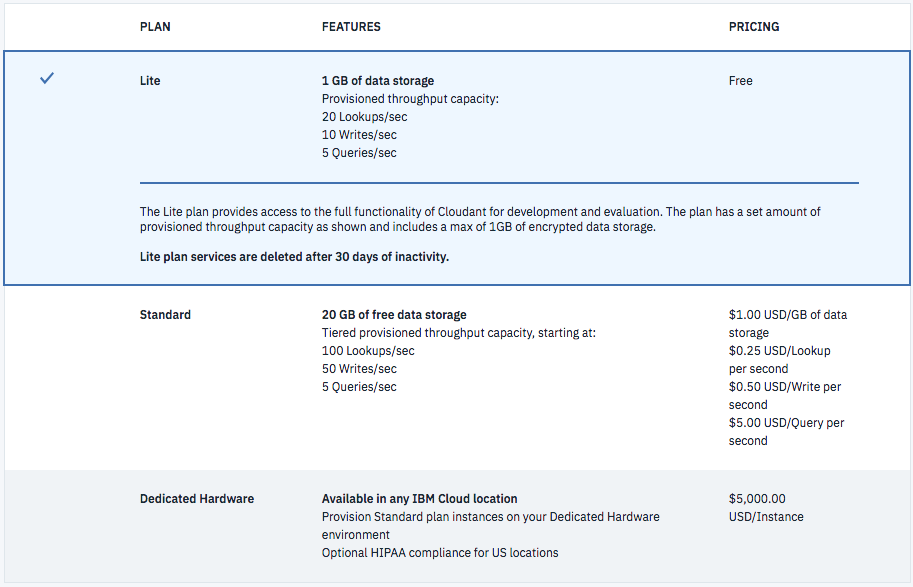 PLAN FEATURES PRICING
Lite 1 GB of data storage Free
Provisioned throughput capacity:
20 Lookups/sec
10 Writes/sec
5 Queries/sec
The Lite plan provides access to the full functionality of Cloudant for development and evaluation. The plan has a set amount of
provisioned throughput capacity as shown and includes a max of 1GB of encrypted data storage.
Lite plan services are deleted after 30 days of inactivity.
Standard 20 GB of free data storage $1.00 USD/GB of data
Tiered provisioned throughput capacity, starting at: storage
100 Lookups/sec $0.25 USD/Lookup
50 Writes/sec per second
5 Queries/sec $0.50 USD/Write per
second
$5.00 USD/Query per
second
Dedicated Hardware Available in any IBM Cloud location $5,000.00
Provision Standard plan instances on your Dedicated Hardware USD/Instance
environment
Optional HIPAA compliance for US locations